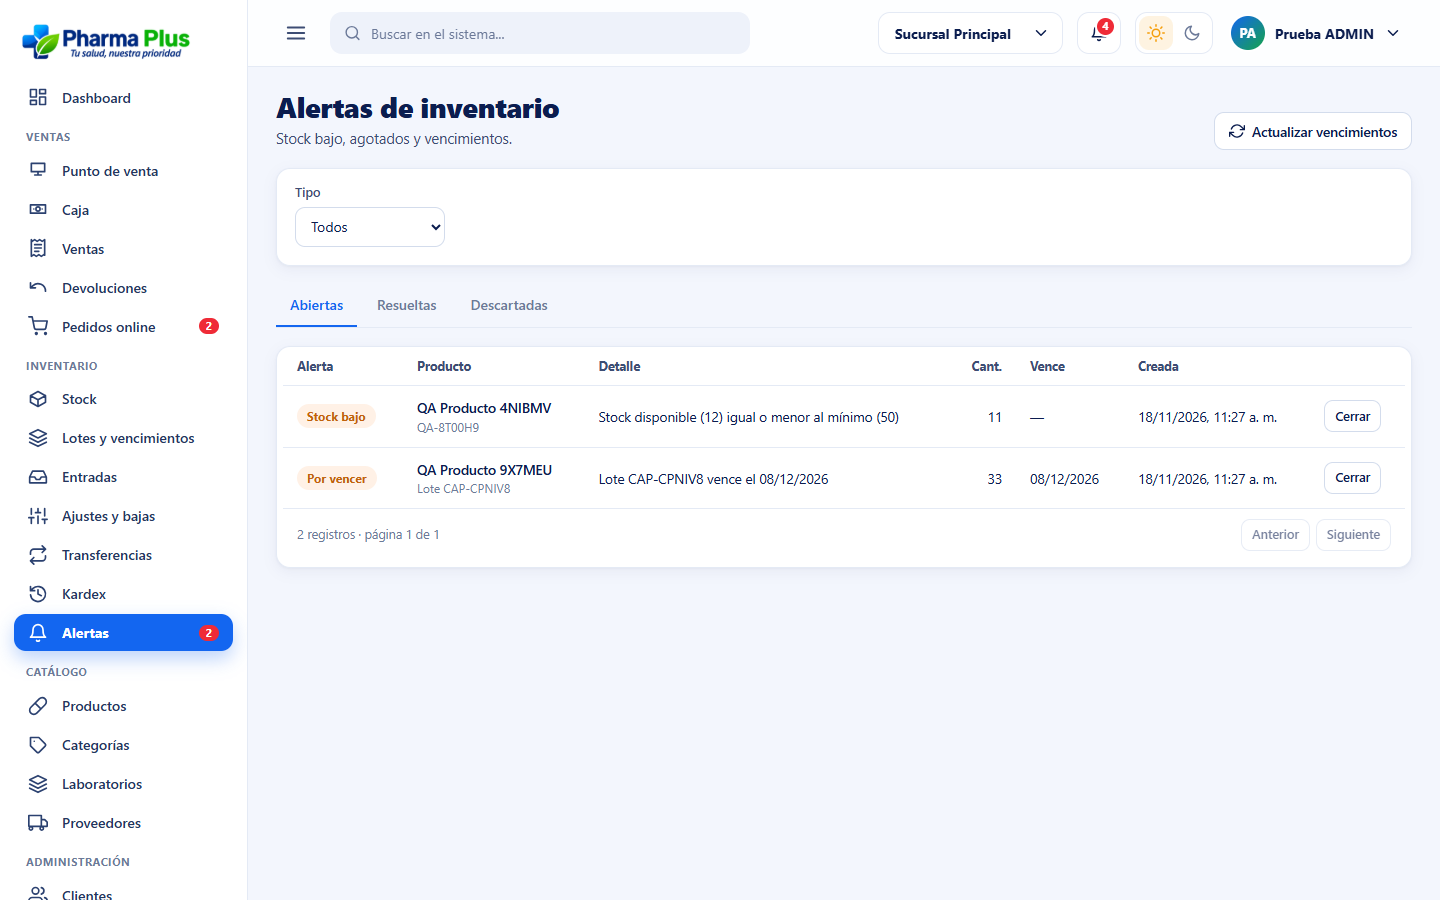 Pharma Plus
Tu salud, nuestra prioridad
Dashboard
VENTAS
Punto de venta
Caja
Ventas
Devoluciones
Pedidos online 2
INVENTARIO
Stock
Lotes y vencimientos
Entradas
Ajustes y bajas
Transferencias
Kardex
Alertas 2
CATÁLOGO
Productos
Categorías
Laboratorios
Proveedores
ADMINISTRACIÓN
Clientes
Buscar en el sistema...
Sucursal Principal
4
PA Prueba ADMIN
Alertas de inventario
Stock bajo, agotados y vencimientos.
Actualizar vencimientos
Tipo
Todos
Abiertas Resueltas Descartadas
Alerta Producto Detalle Cant. Vence Creada
Stock bajo QA Producto 4NIBMV Stock disponible (12) igual o menor al mínimo (50) 11 — 18/11/2026, 11:27 a. m. Cerrar
QA-8T00H9
Por vencer QA Producto 9X7MEU Lote CAP-CPNIV8 vence el 08/12/2026 33 08/12/2026 18/11/2026, 11:27 a. m. Cerrar
Lote CAP-CPNIV8
2 registros · página 1 de 1 Anterior Siguiente